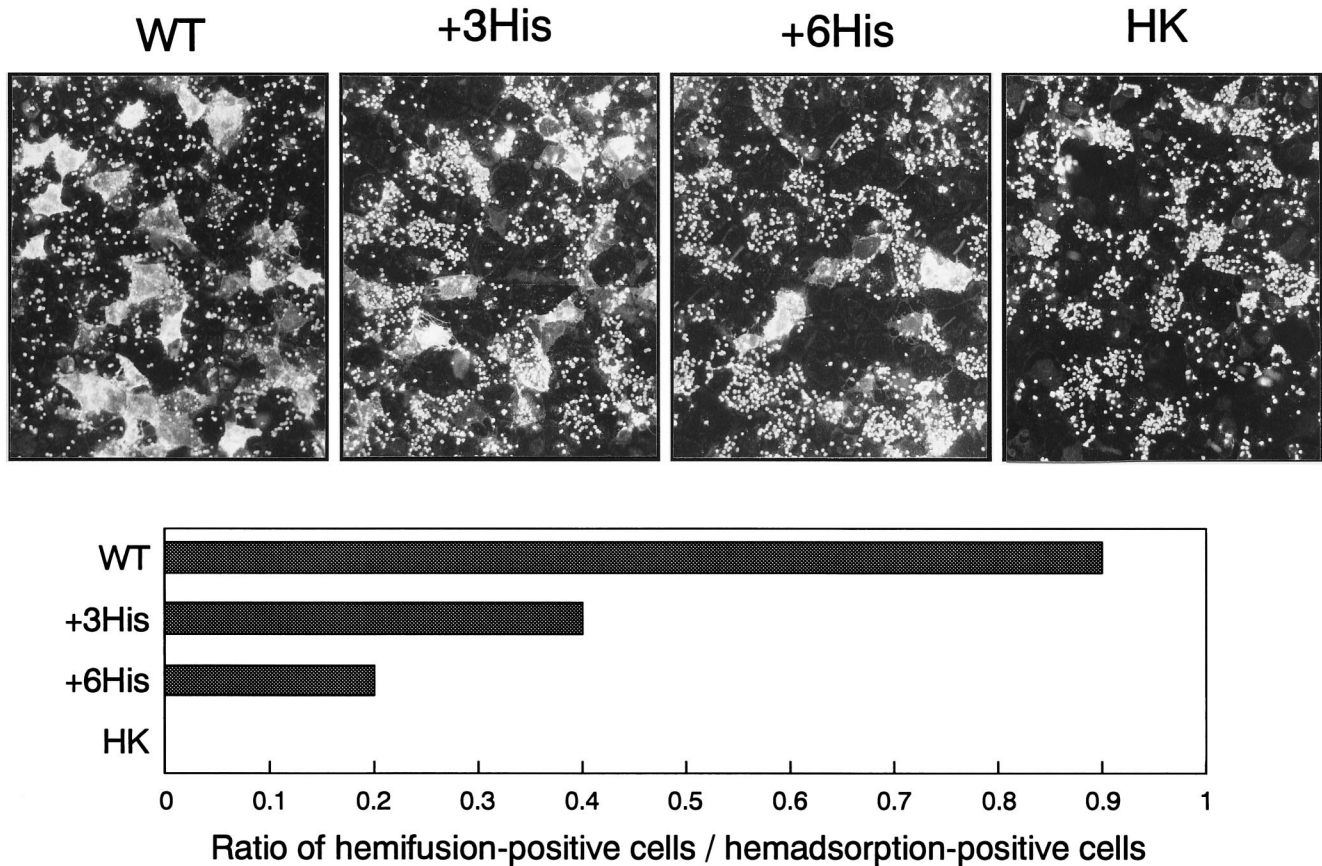 WT +3His +6His HK
WT
+3His
+6His
HK
0 0.1 0.2 0.3 0.4 0.5 0.6 0.7 0.8 0.9 1
Ratio of hemifusion-positive cells / hemadsorption-positive cells